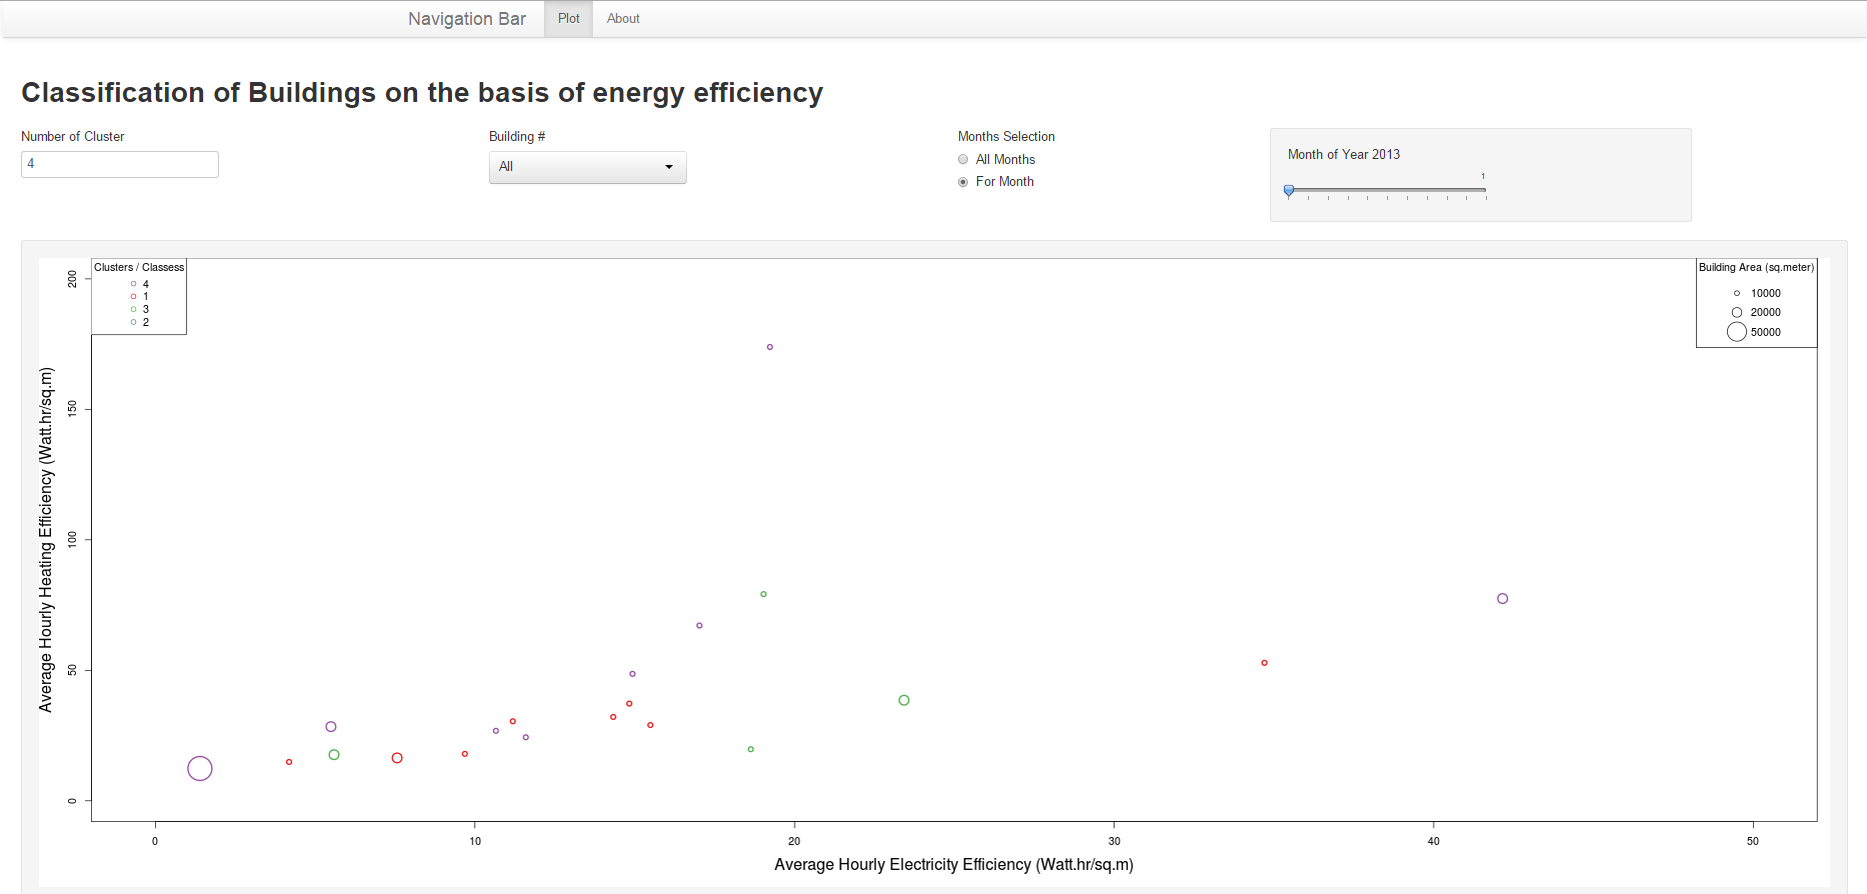 Navigation Bar Plot About
Classification of Buildings on the basis of energy efficiency
Number of Cluster
4
Building #
All
Months Selection
All Months
For Month
Month of Year 2013
1
Clusters / Classess
4
1
3
2
Building Area (sq.meter)
10000
20000
50000
Average Hourly Heating Efficiency (Watt.hr/sq.m)
200
150
100
50
0
0 10 20 30 40 50
Average Hourly Electricity Efficiency (Watt.hr/sq.m)